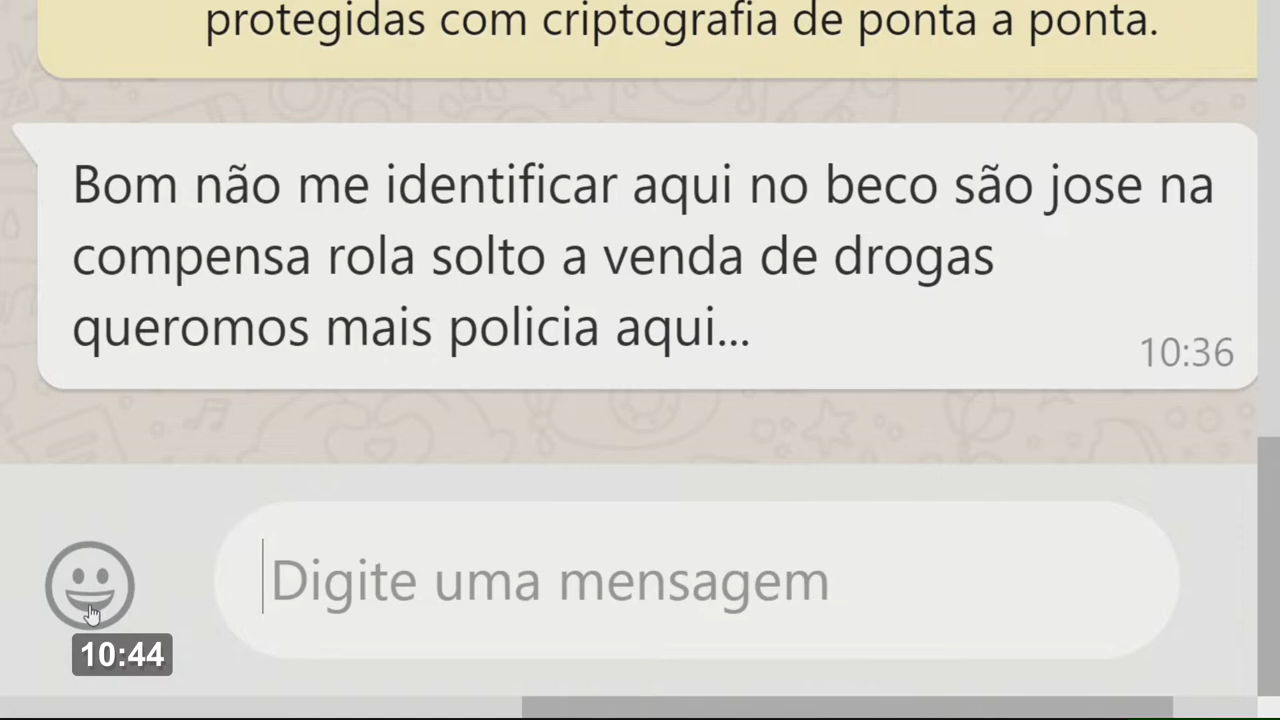 protegidas com criptografia de ponta a ponta.
Bom não me identificar aqui no beco são jose na
compensa rola solto a venda de drogas
queromos mais policia aqui...
10:36
Digite uma mensagem
10:44